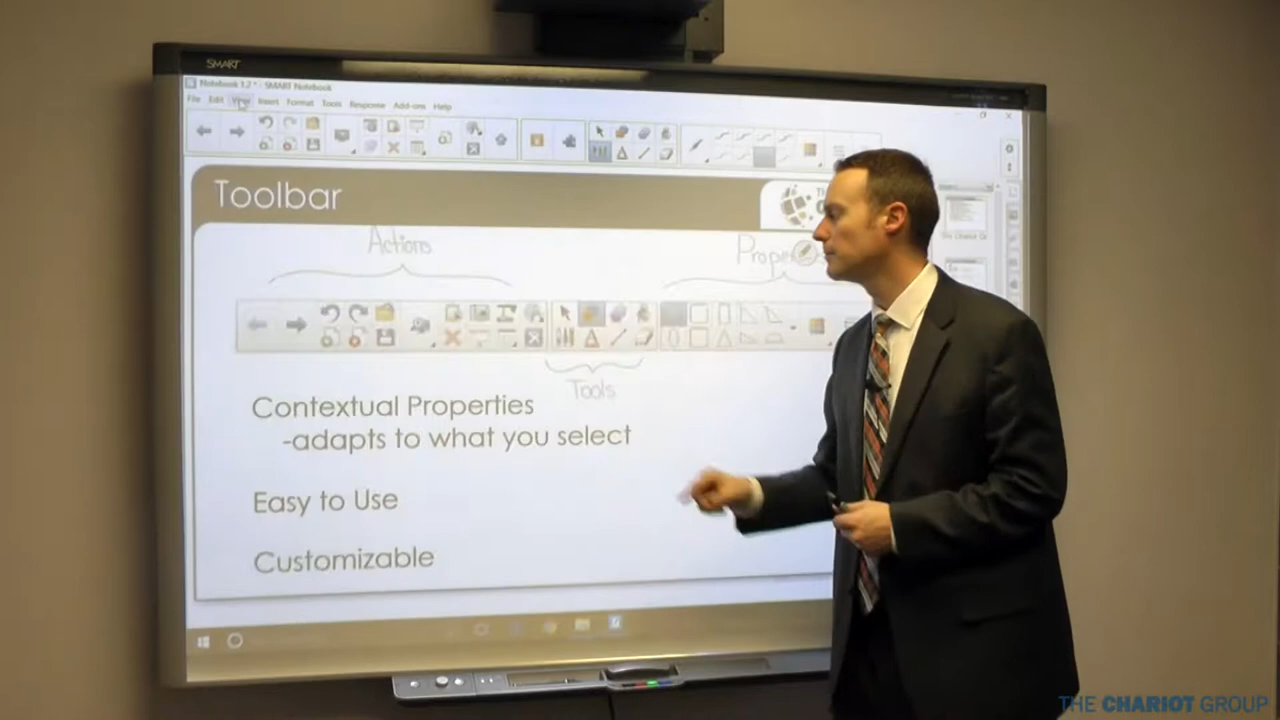 SMART
Notebook 1.2 * - SMART Notebook
File Edit View Insert Format Tools Response Add-ons Help
Toolbar
Actions
Tools
Contextual Properties
-adapts to what you select
Easy to Use
Customizable
THE CHARIOT GROUP